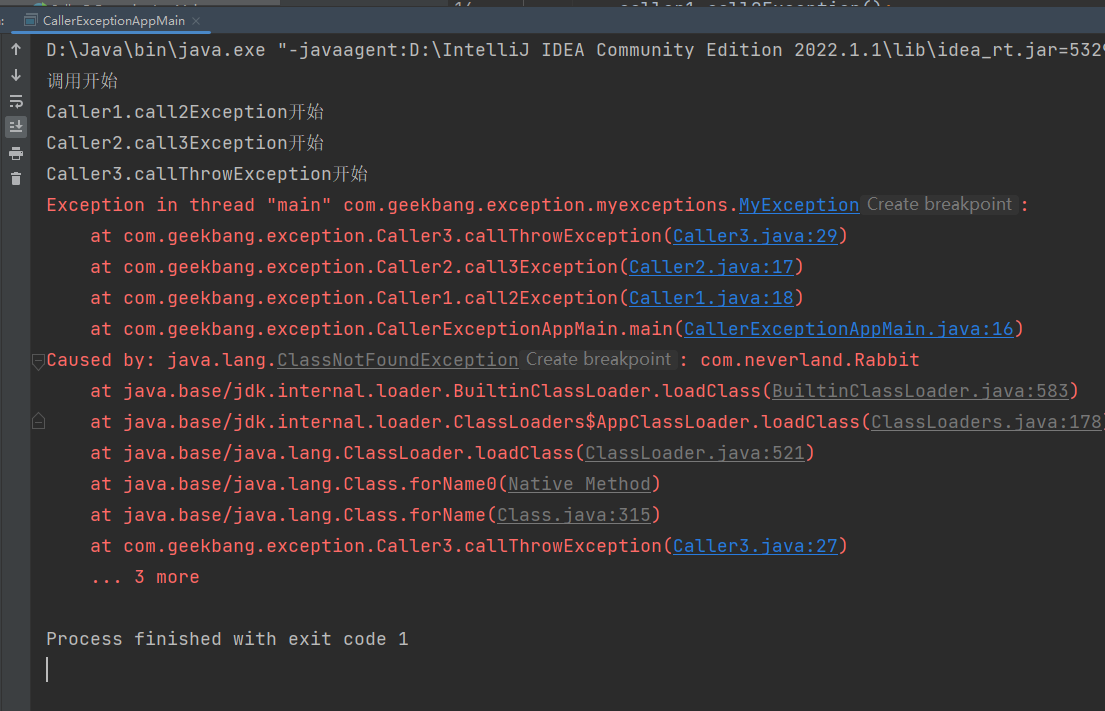 CallerExceptionAppMain ×
D:\Java\bin\java.exe "-javaagent:D:\IntelliJ IDEA Community Edition 2022.1.1\lib\idea_rt.jar=5329
调用开始
Caller1.call2Exception开始
Caller2.call3Exception开始
Caller3.callThrowException开始
Exception in thread "main" com.geekbang.exception.myexceptions.MyException Create breakpoint :
at com.geekbang.exception.Caller3.callThrowException(Caller3.java:29)
at com.geekbang.exception.Caller2.call3Exception(Caller2.java:17)
at com.geekbang.exception.Caller1.call2Exception(Caller1.java:18)
at com.geekbang.exception.CallerExceptionAppMain.main(CallerExceptionAppMain.java:16)
Caused by: java.lang.ClassNotFoundException Create breakpoint : com.neverland.Rabbit
at java.base/jdk.internal.loader.BuiltinClassLoader.loadClass(BuiltinClassLoader.java:583)
at java.base/jdk.internal.loader.ClassLoaders$AppClassLoader.loadClass(ClassLoaders.java:178)
at java.base/java.lang.ClassLoader.loadClass(ClassLoader.java:521)
at java.base/java.lang.Class.forName0(Native Method)
at java.base/java.lang.Class.forName(Class.java:315)
at com.geekbang.exception.Caller3.callThrowException(Caller3.java:27)
... 3 more
Process finished with exit code 1